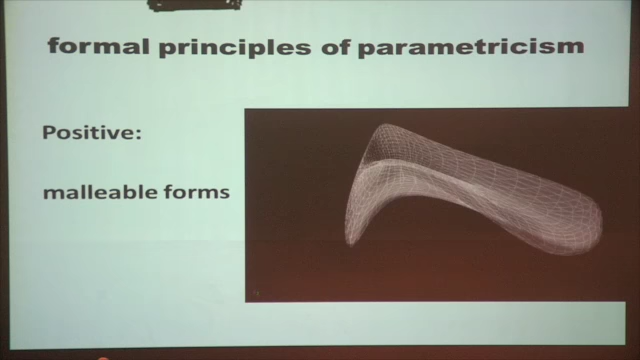 formal principles of parametricism
Positive:
malleable forms